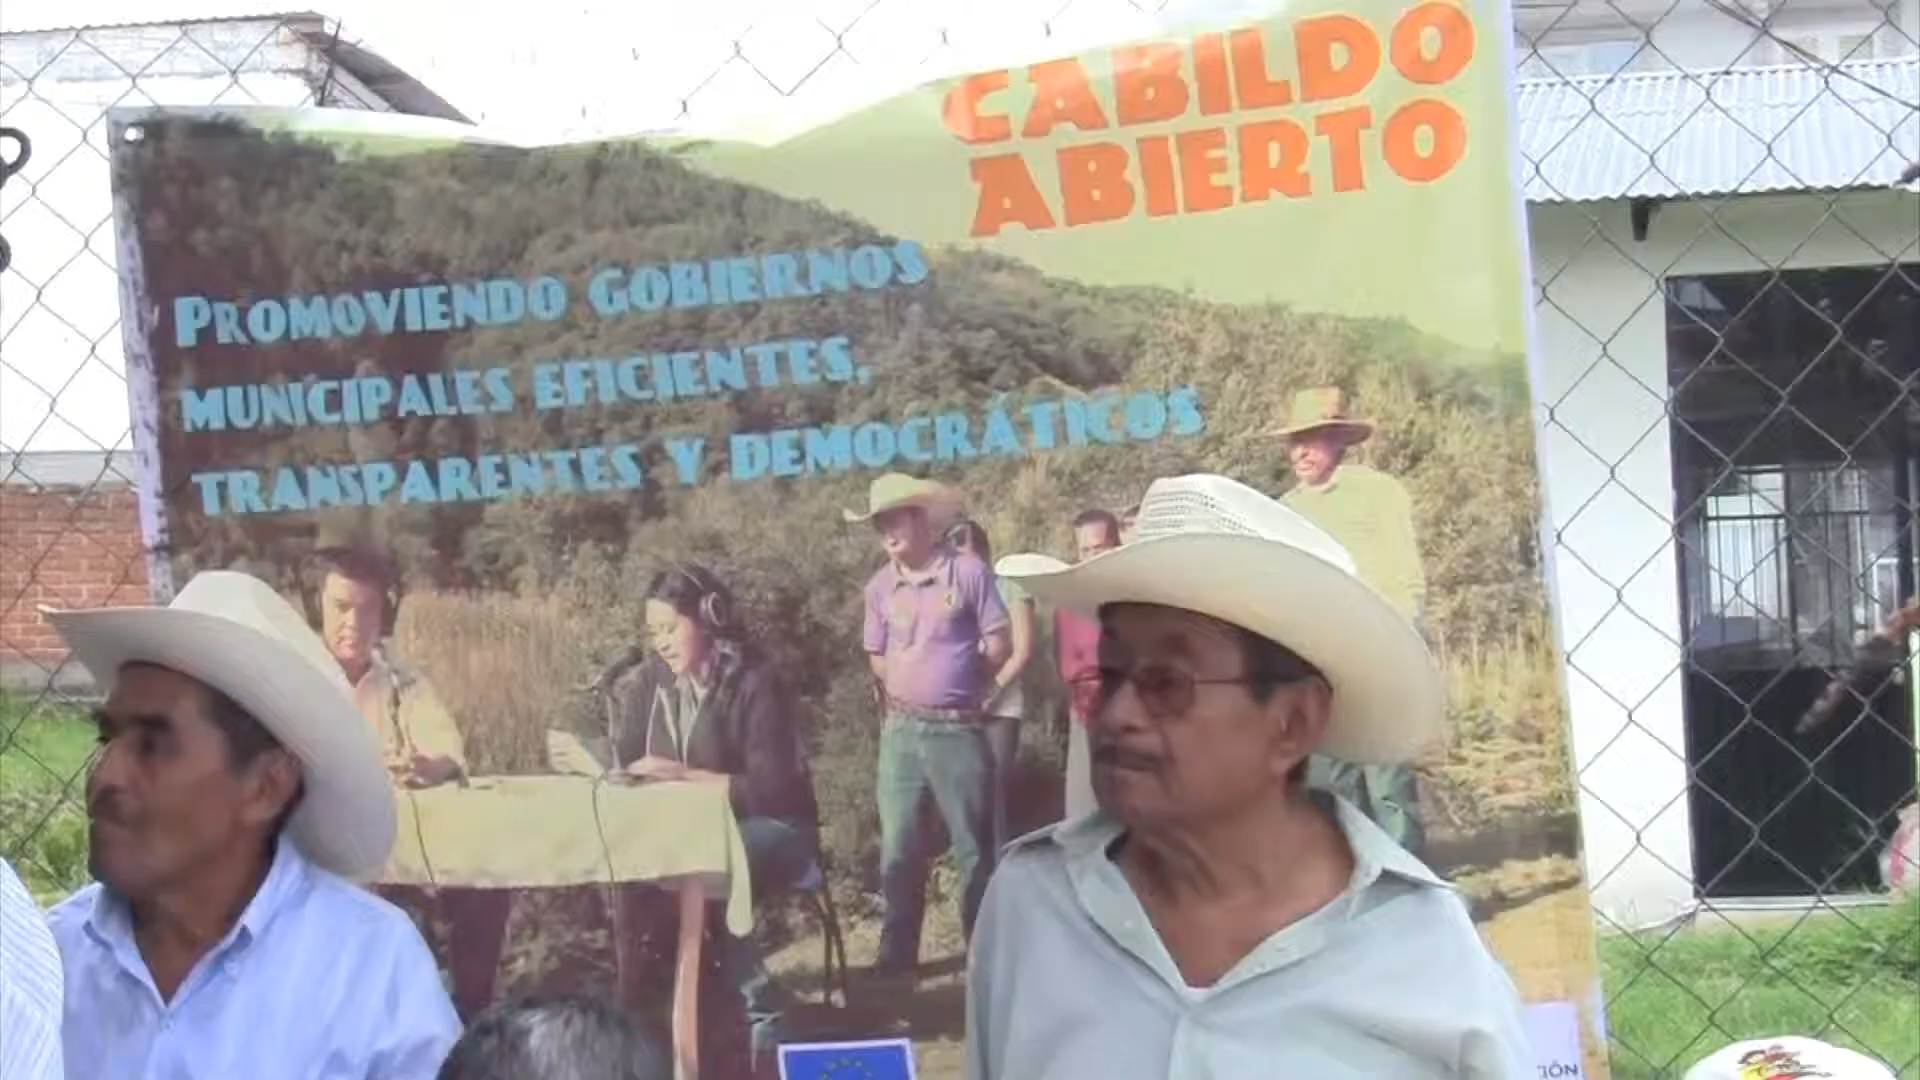 CABILDO
ABIERTO
PROMOVIENDO GOBIERNOS
MUNICIPALES EFICIENTES,
TRANSPARENTES Y DEMOCRÁTICOS